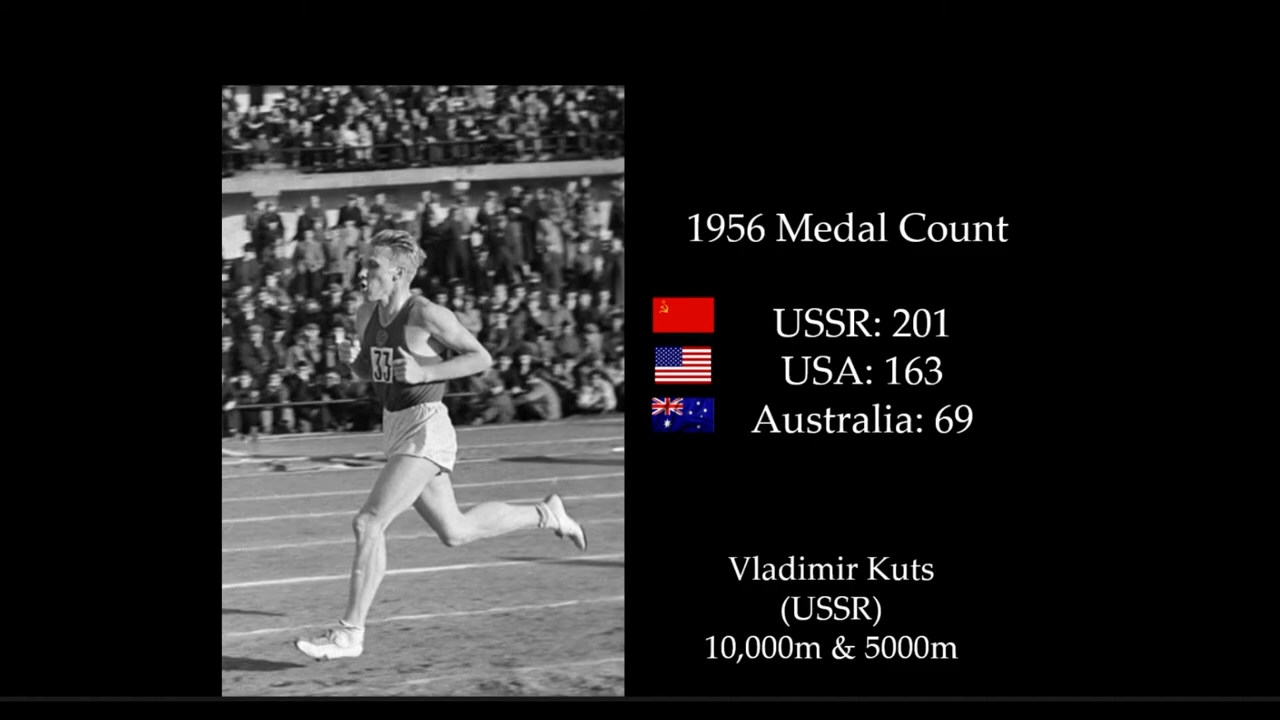 1956 Medal Count
USSR: 201
USA: 163
Australia: 69
33
Vladimir Kuts
(USSR)
10,000m & 5000m